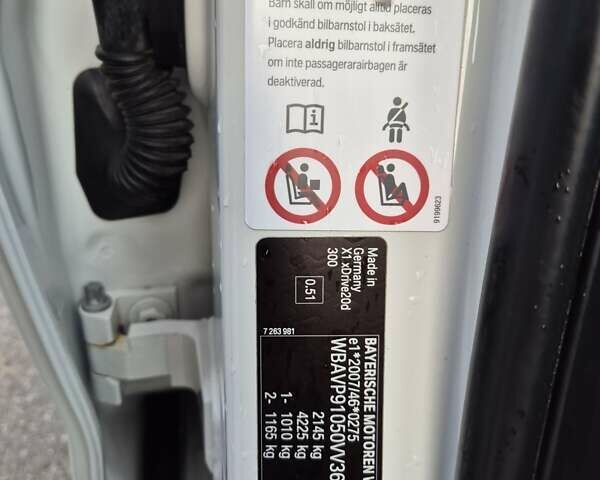 Barn skall om möjligt alltid placeras
i godkänd bilbarnstol i baksätet.
Placera aldrig bilbarnstol i framsätet
om inte passagerarairbagen är
deaktiverad.
i
9299623
Made in
Germany
X1 xDrive20d
300
0.51
7 263 981
BAYERISCHE MOTOREN
e1*2007/46*0275
WBAVP91050VV36
2145 kg
4225 kg
1- 1010 kg
2- 1165 kg